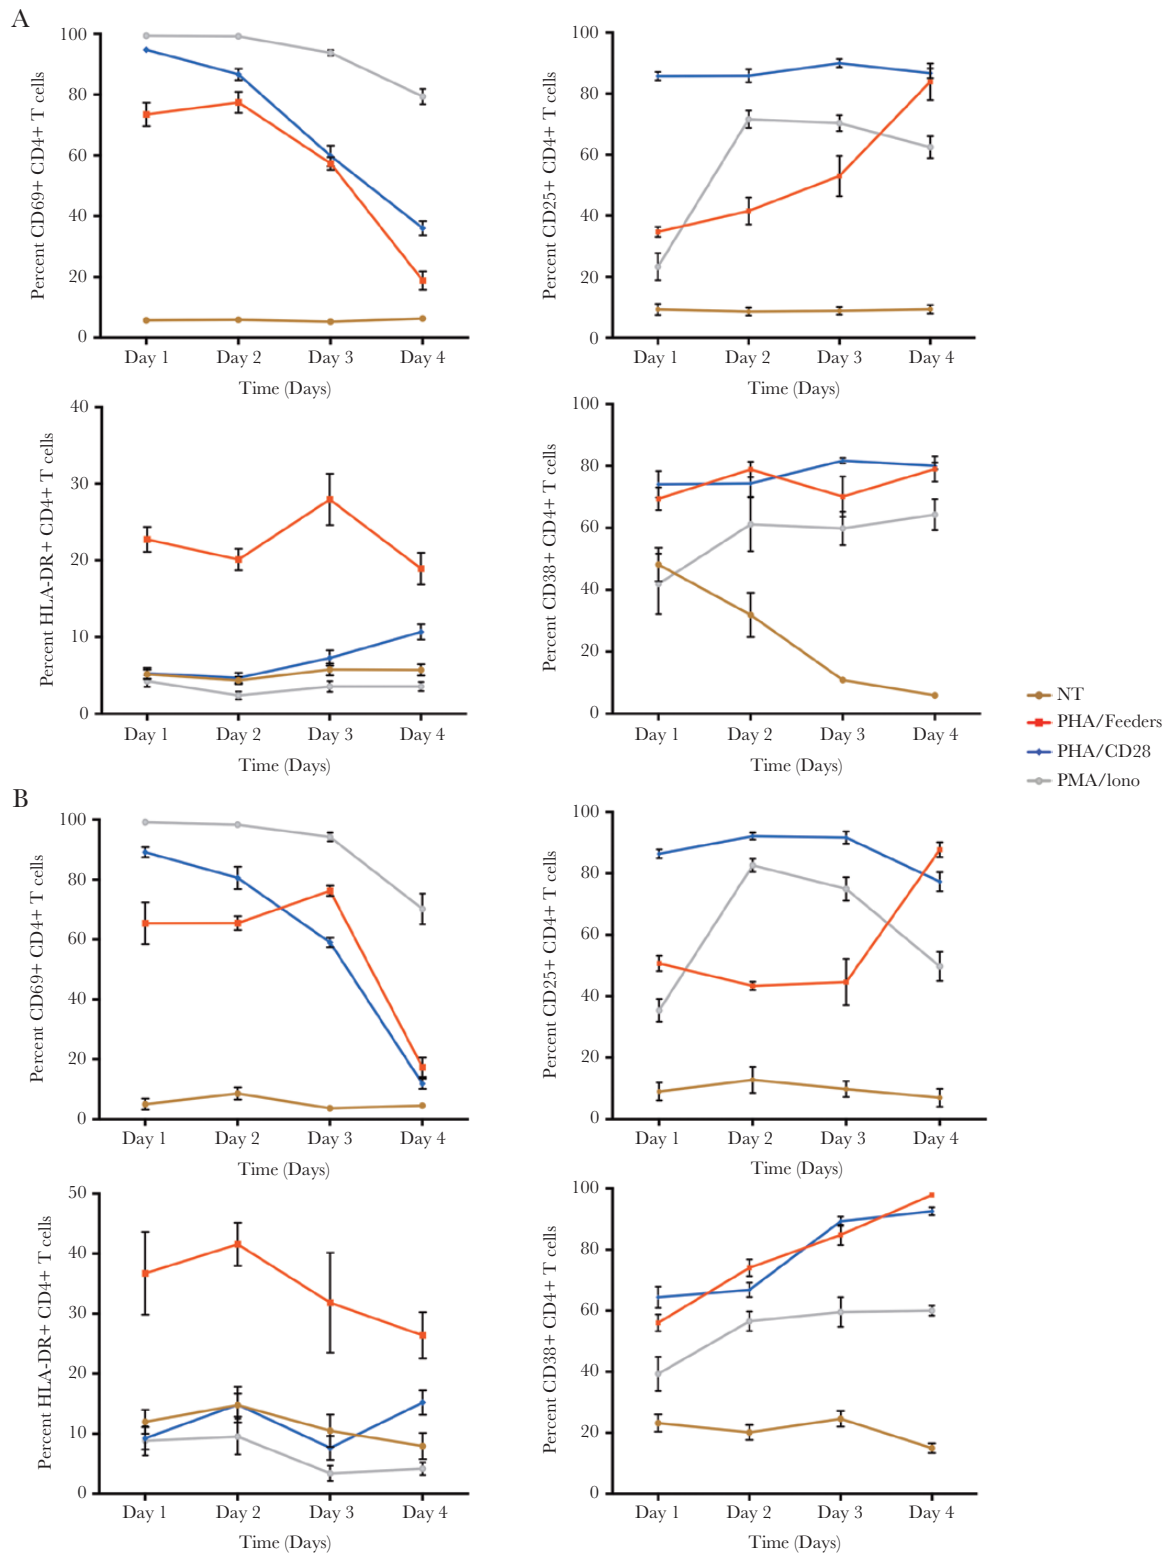 A
Percent CD69+ CD4+ T cells
100
80
60
40
20
0
Day 1 Day 2 Day 3 Day 4
Time (Days)
Percent CD25+ CD4+ T cells
100
80
60
40
20
0
Day 1 Day 2 Day 3 Day 4
Time (Days)
Percent HLA-DR+ CD4+ T cells
40
30
20
10
0
Day 1 Day 2 Day 3 Day 4
Time (Days)
Percent CD38+ CD4+ T cells
100
80
60
40
20
0
Day 1 Day 2 Day 3 Day 4
Time (Days)
NT
PHA/Feeders
PHA/CD28
PMA/lono
B
Percent CD69+ CD4+ T cells
100
80
60
40
20
0
Day 1 Day 2 Day 3 Day 4
Time (Days)
Percent CD25+ CD4+ T cells
100
80
60
40
20
0
Day 1 Day 2 Day 3 Day 4
Time (Days)
Percent HLA-DR+ CD4+ T cells
50
40
30
20
10
0
Day 1 Day 2 Day 3 Day 4
Time (Days)
Percent CD38+ CD4+ T cells
100
80
60
40
20
0
Day 1 Day 2 Day 3 Day 4
Time (Days)